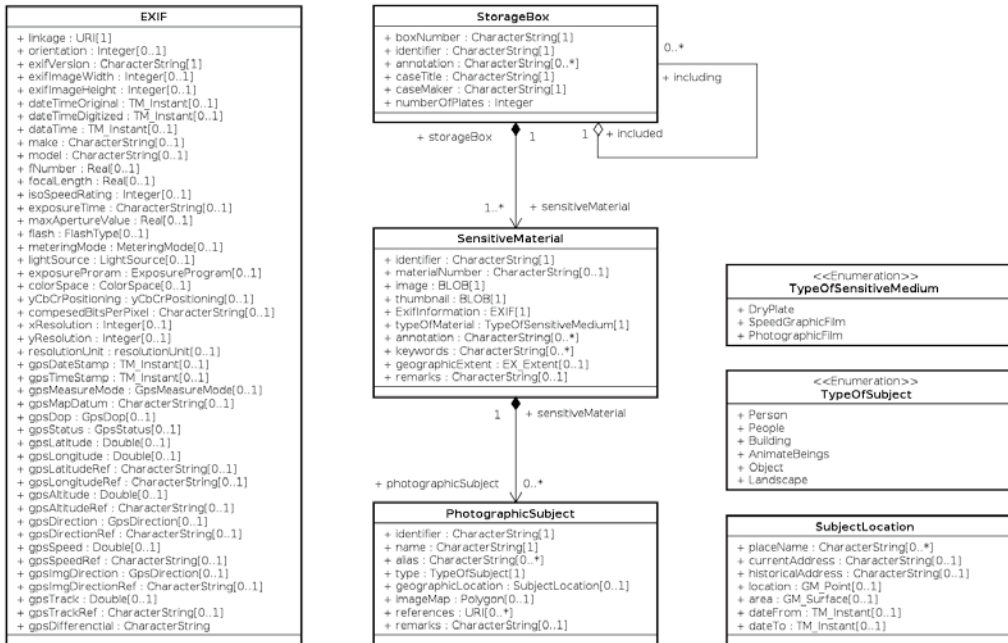 EXIF
+ linkage : URI[1]
+ orientation : Integer[0..1]
+ exifVersion : CharacterString[1]
+ exifImageWidth : Integer[0..1]
+ exifImageHeight : Integer[0..1]
+ dateTimeOriginal : TM_Instant[0..1]
+ dateTimeDigitized : TM_Instant[0..1]
+ dataTime : TM_Instant[0..1]
+ make : CharacterString[0..1]
+ model : CharacterString[0..1]
+ fNumber : Real[0..1]
+ focalLength : Real[0..1]
+ isoSpeedRating : Integer[0..1]
+ exposureTime : CharacterString[0..1]
+ maxApertureValue : Real[0..1]
+ flash : FlashType[0..1]
+ meteringMode : MeteringMode[0..1]
+ lightSource : LightSource[0..1]
+ exposureProram : ExposureProgram[0..1]
+ colorSpace : ColorSpace[0..1]
+ yCbCrPositioning : yCbCrPositioning[0..1]
+ compesedBitsPerPixel : CharacterString[0..1]
+ xResolution : Integer[0..1]
+ yResolution : Integer[0..1]
+ resolutionUnit : resolutionUnit[0..1]
+ gpsDateStamp : TM_Instant[0..1]
+ gpsTimeStamp : TM_Instant[0..1]
+ gpsMeasureMode : GpsMeasureMode[0..1]
+ gpsMapDatum : CharacterString[0..1]
+ gpsDop : GpsDop[0..1]
+ gpsStatus : GpsStatus[0..1]
+ gpsLatitude : Double[0..1]
+ gpsLongitude : Double[0..1]
+ gpsLatitudeRef : CharacterString[0..1]
+ gpsLongitudeRef : CharacterString[0..1]
+ gpsAltitude : Double[0..1]
+ gpsAltitudeRef : CharacterString[0..1]
+ gpsDirection : GpsDirection[0..1]
+ gpsDirectionRef : CharacterString[0..1]
+ gpsSpeed : Double[0..1]
+ gpsSpeedRef : CharacterString[0..1]
+ gpsImgDirection : GpsDirection[0..1]
+ gpsImgDirectionRef : CharacterString[0..1]
+ gpsTrack : Double[0..1]
+ gpsTrackRef : CharacterString[0..1]
+ gpsDifferenctial : CharacterString
StorageBox
+ boxNumber : CharacterString[1]
+ identifier : CharacterString[1]
+ annotation : CharacterString[0..*]
+ caseTitle : CharacterString[1]
+ caseMaker : CharacterString[1]
+ numberOfPlates : Integer
0..*
+ including
+ storageBox 1
1 + included
1..* + sensitiveMaterial
SensitiveMaterial
+ identifier : CharacterString[1]
+ materialNumber : CharacterString[0..1]
+ image : BLOB[1]
+ thumbnail : BLOB[1]
+ ExifInformation : EXIF[1]
+ typeOfMaterial : TypeOfSensitiveMedium[1]
+ annotation : CharacterString[0..*]
+ keywords : CharacterString[0..*]
+ geographicExtent : EX_Extent[0..1]
+ remarks : CharacterString[0..1]
1 + sensitiveMaterial
+ photographicSubject 0..*
PhotographicSubject
+ identifier : CharacterString[1]
+ name : CharacterString[1]
+ alias : CharacterString[0..*]
+ type : TypeOfSubject[1]
+ geographicLocation : SubjectLocation[0..1]
+ imageMap : Polygon[0..1]
+ references : URI[0..*]
+ remarks : CharacterString[0..1]
<<Enumeration>>
TypeOfSensitiveMedium
+ DryPlate
+ SpeedGraphicFilm
+ PhotographicFilm
<<Enumeration>>
TypeOfSubject
+ Person
+ People
+ Building
+ AnimateBeings
+ Object
+ Landscape
SubjectLocation
+ placeName : CharacterString[0..*]
+ currentAddress : CharacterString[0..1]
+ historicalAddress : CharacterString[0..1]
+ location : GM_Point[0..1]
+ area : GM_Surface[0..1]
+ dateFrom : TM_Instant[0..1]
+ dateTo : TM_Instant[0..1]